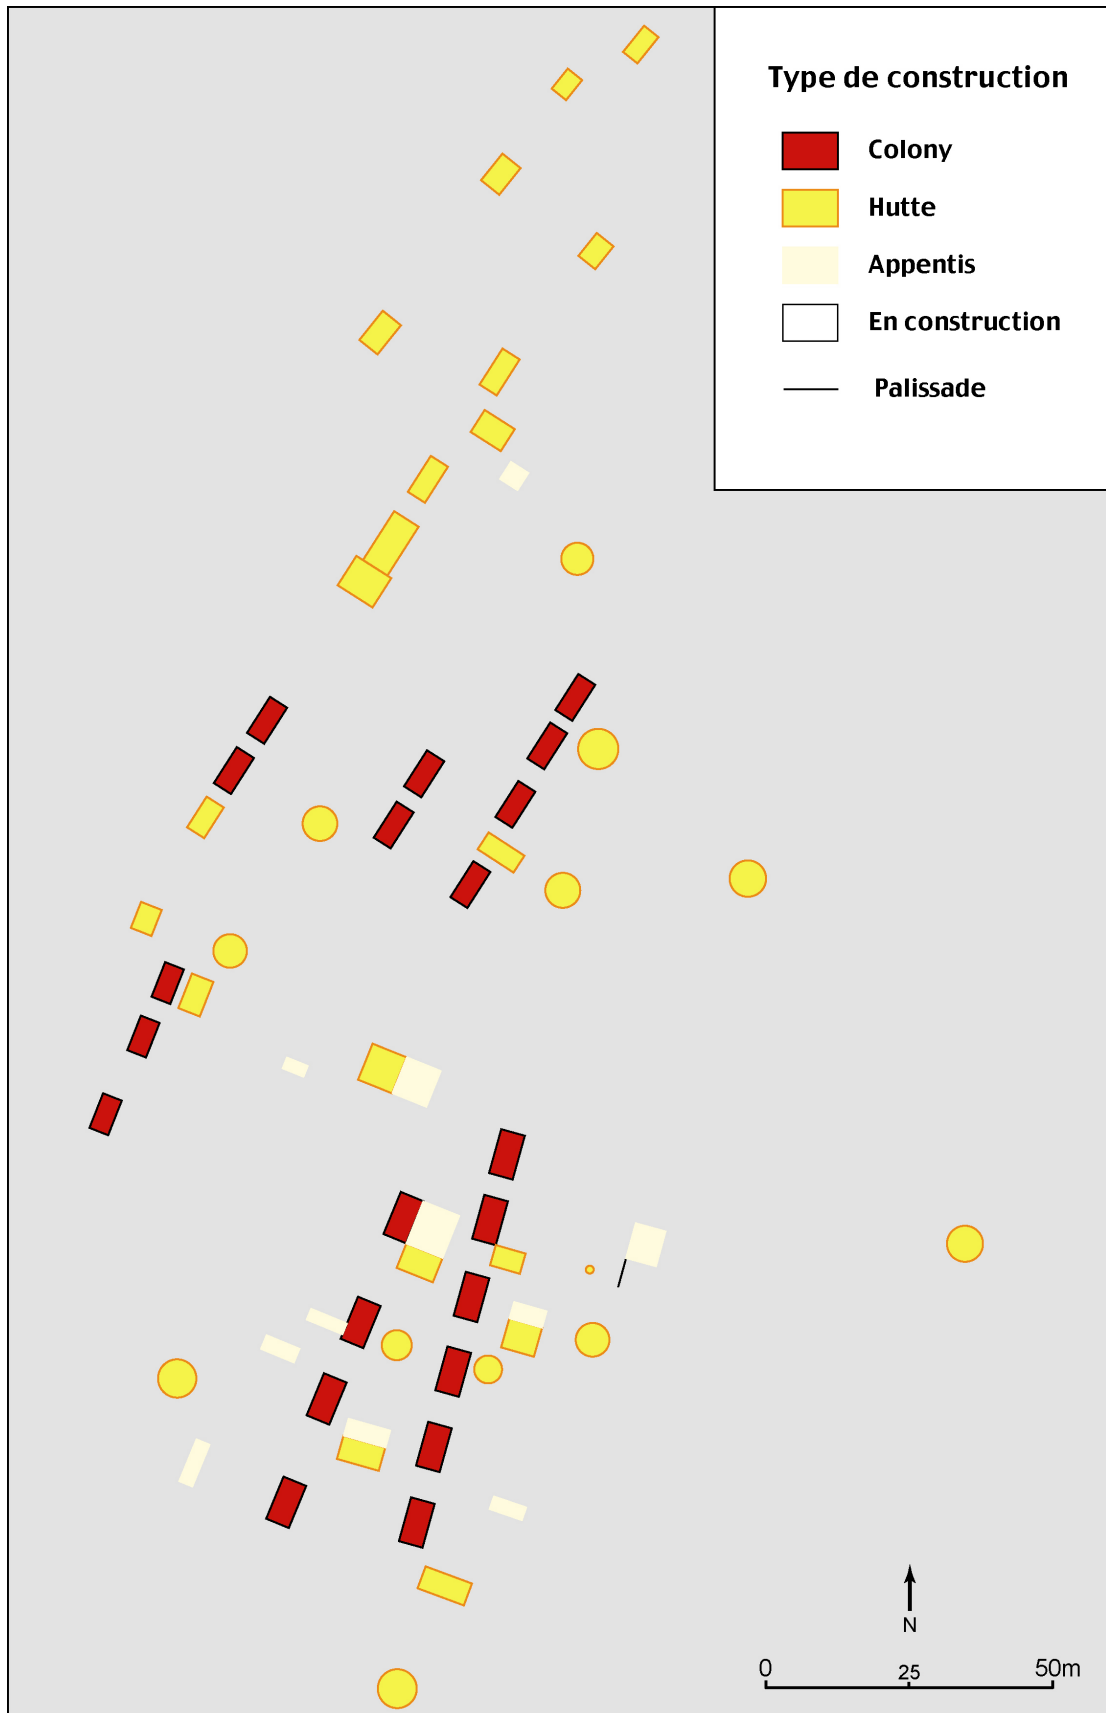 Type de construction
Colony
Hutte
Appentis
En construction
Palissade
N
0 25 50m